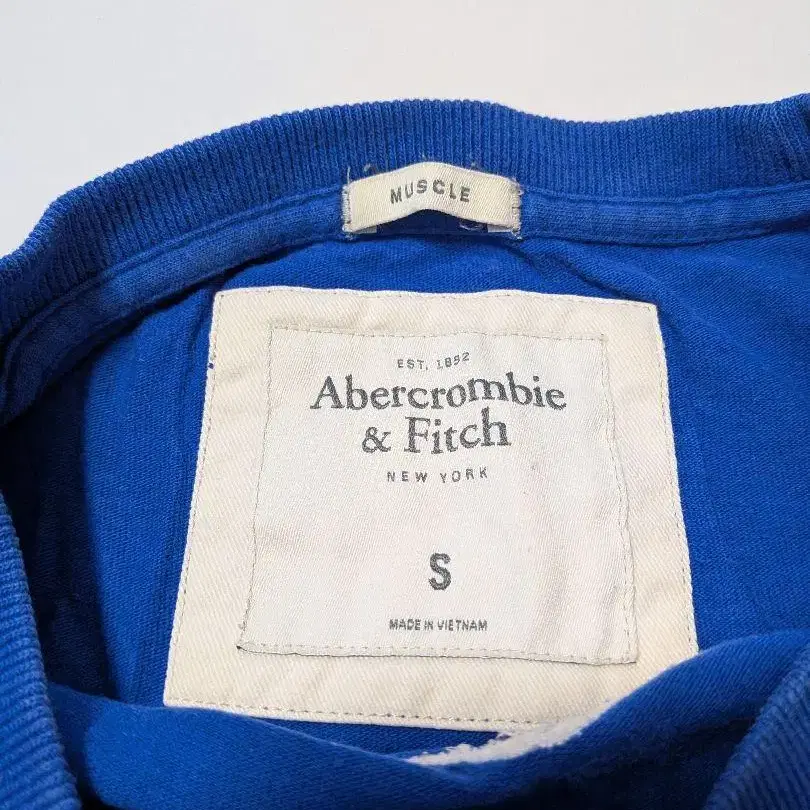 MUSCLE
EST. 1892
Abercrombie
& Fitch
NEW YORK
S
MADE IN VIETNAM